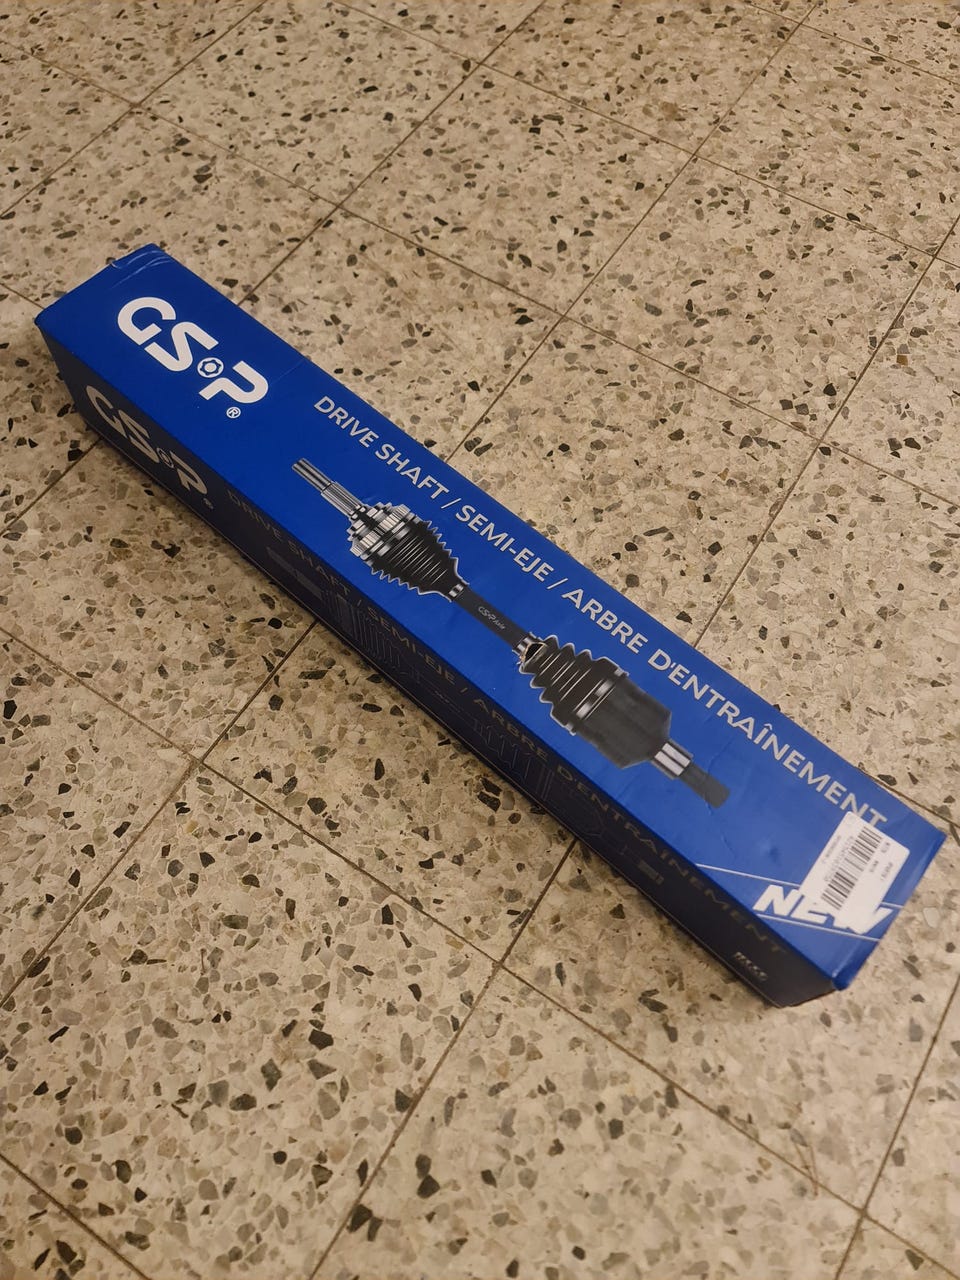 GSP®
DRIVE SHAFT / SEMI-EJE / ARBRE D'ENTRAÎNEMENT
GSP
NEW
GSP®
DRIVE SHAFT / SEMI-EJE / ARBRE D'ENTRAÎNEMENT